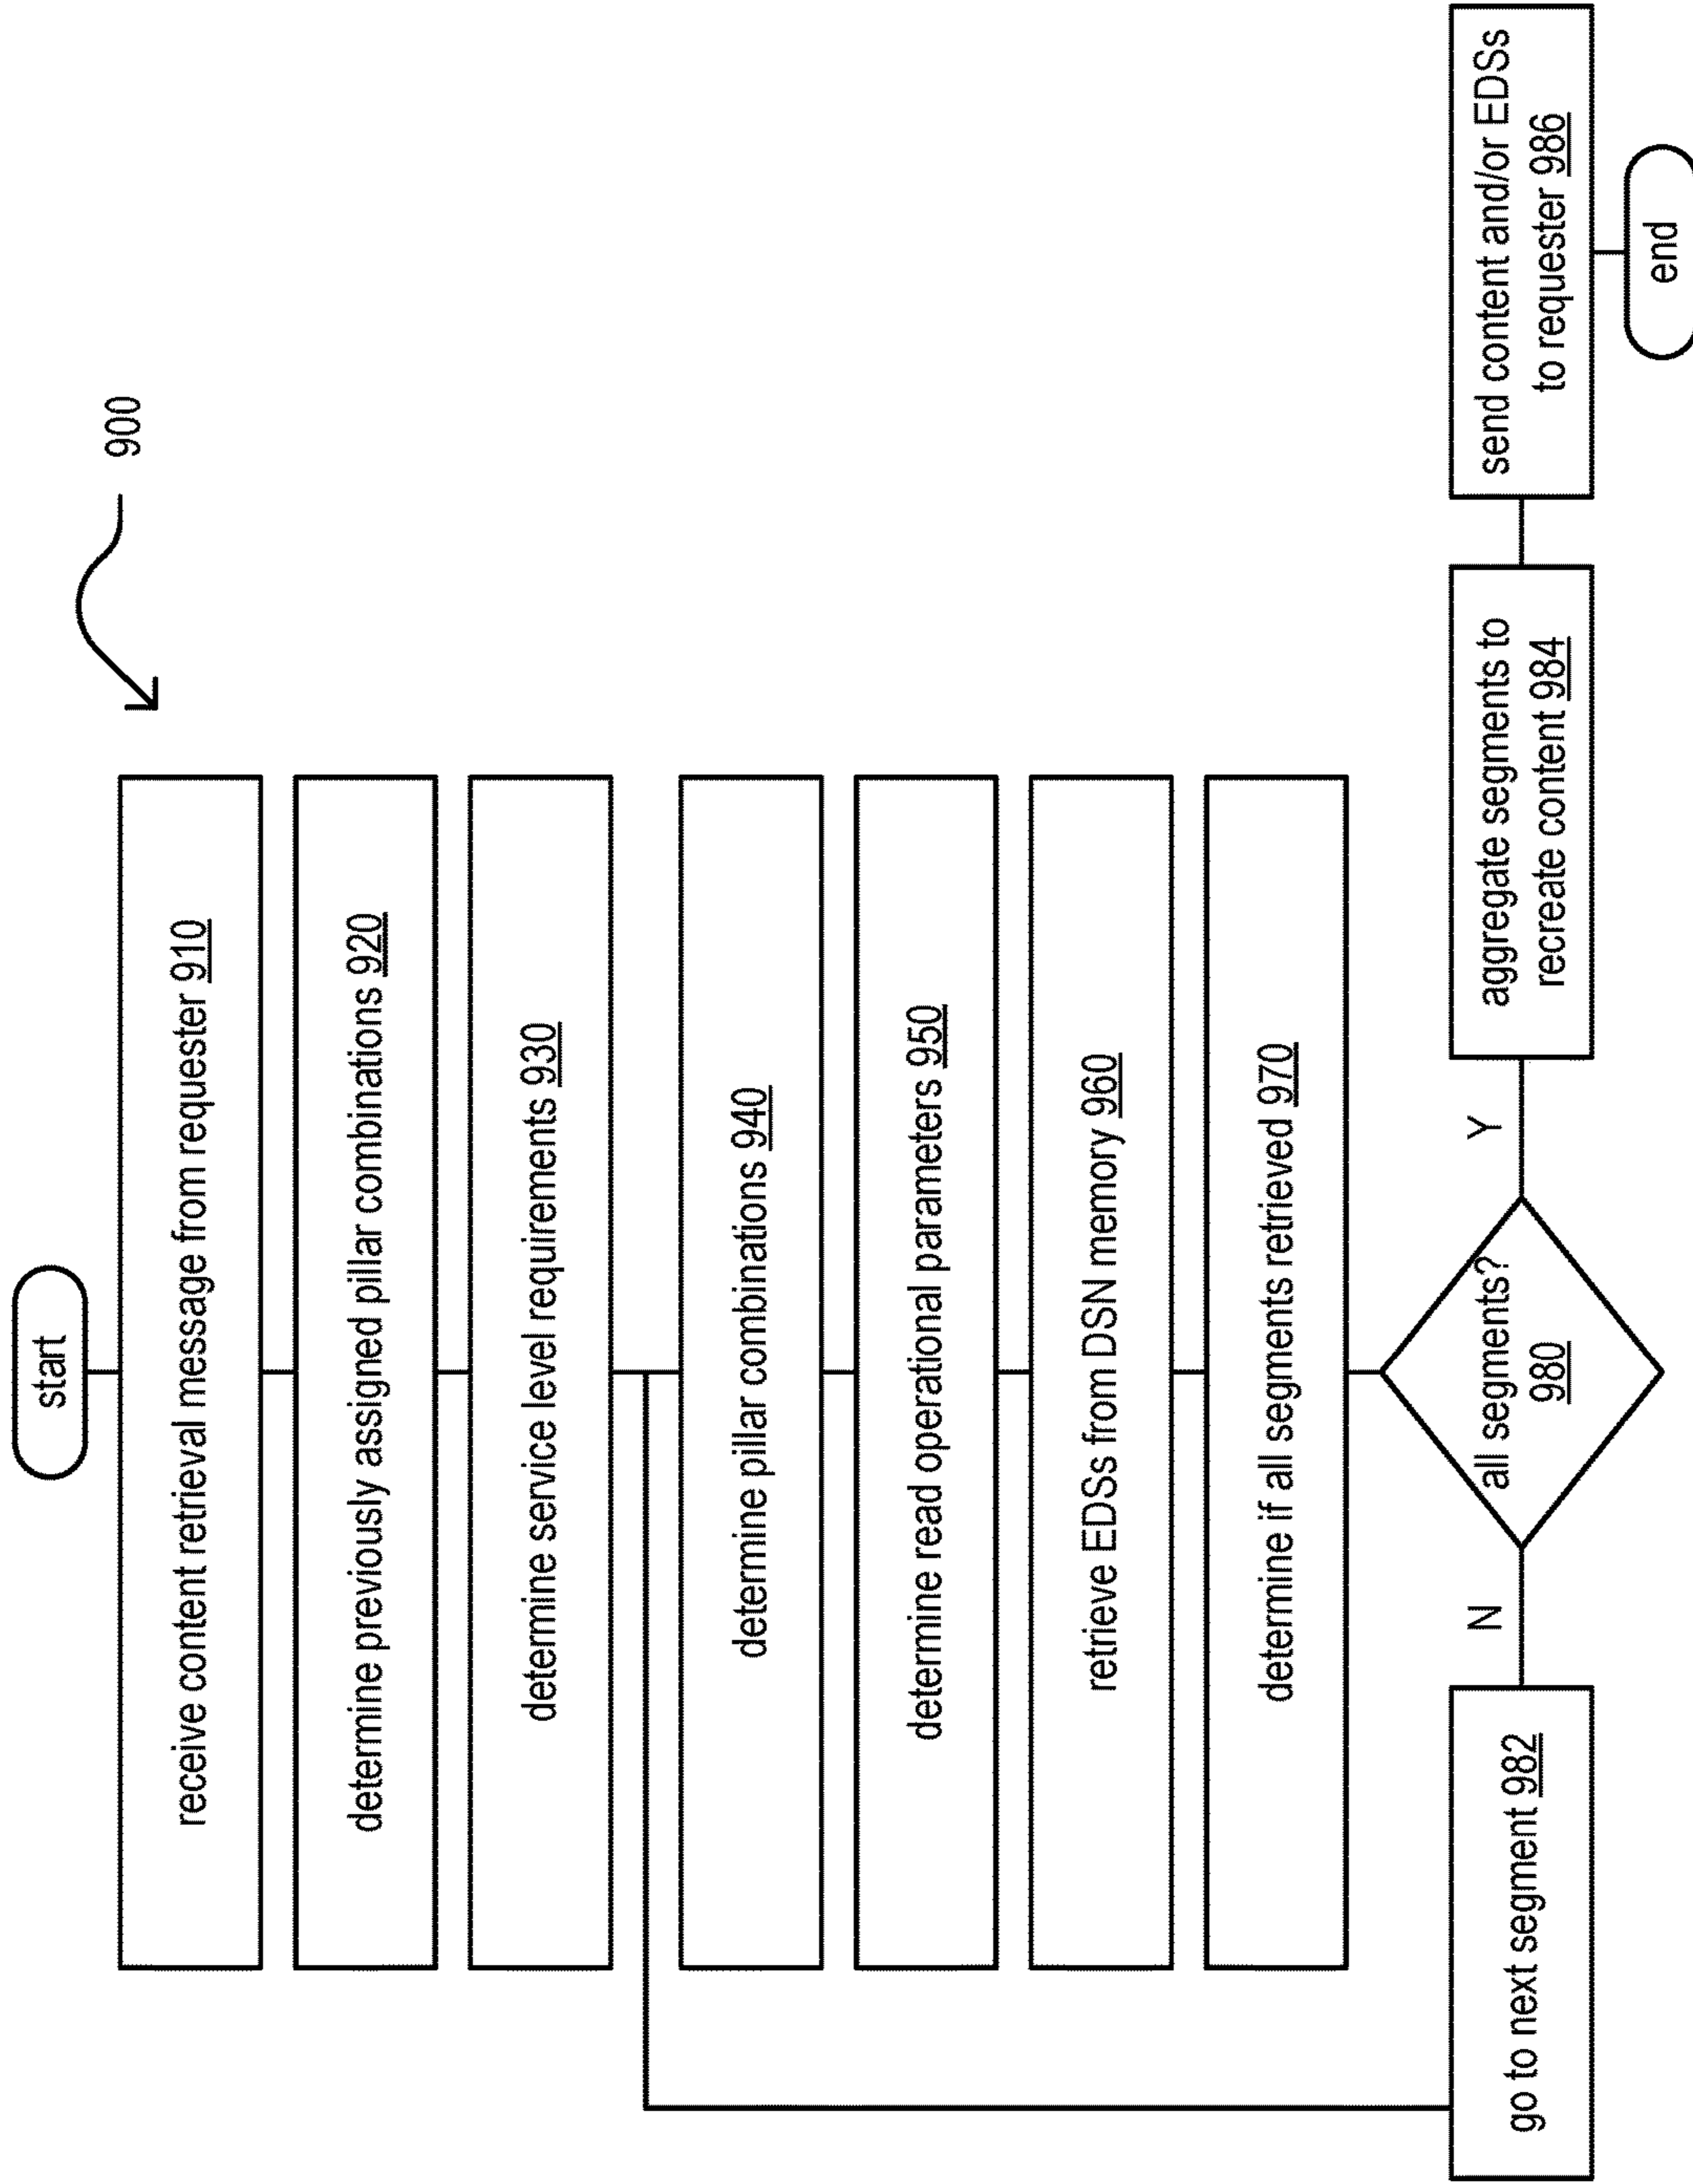 900
start
receive content retrieval message from requester 910
determine previously assigned pillar combinations 920
determine service level requirements 930
determine pillar combinations 940
determine read operational parameters 950
retrieve EDSs from DSN memory 960
determine if all segments retrieved 970
all segments?
980
N
Y
go to next segment 982
aggregate segments to
recreate content 984
send content and/or EDSs
to requester 986
end